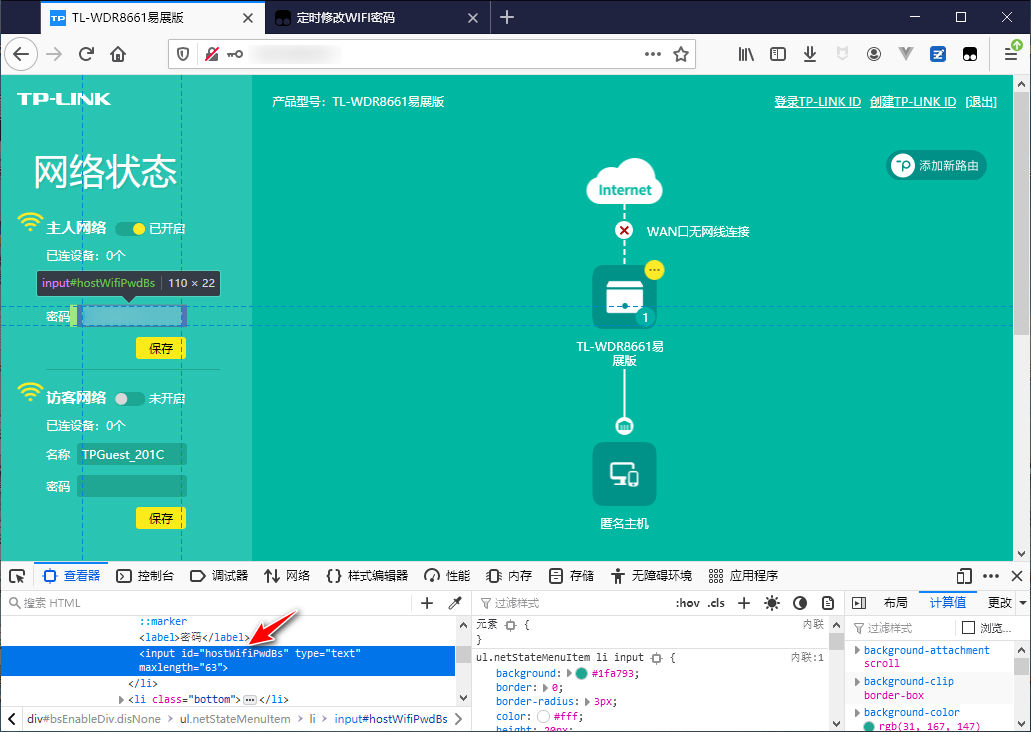 TP TL-WDR8661易展版
定时修改WIFI密码
TP-LINK
产品型号：TL-WDR8661易展版
登录TP-LINK ID 创建TP-LINK ID [退出]
网络状态
添加新路由
Internet
主人网络 已开启
WAN口无网线连接
已连设备：0个
input#hostWifiPwdBs 110 × 22
密码
1
保存
TL-WDR8661易
展版
访客网络 未开启
已连设备：0个
名称 TPGuest_201C
密码
保存
匿名主机
查看器 控制台 调试器 网络 样式编辑器 性能 内存 存储 无障碍环境 应用程序
搜索 HTML
过滤样式 :hov .cls
布局 计算值 更改
::marker
<label>密码</label>
<input id="hostWifiPwdBs" type="text"
maxlength="63">
</li>
<li class="bottom"></li>
div#bsEnableDiv.disNone ul.netStateMenuItem li input#hostWifiPwdBs
元素 { 内联
}
ul.netStateMenuItem li input { 内联:1
background: #1fa793;
border: 0;
border-radius: 3px;
color: #fff;
height: 20px;
过滤样式 浏览...
background-attachment
scroll
background-clip
border-box
background-color
rgb(31, 167, 147)